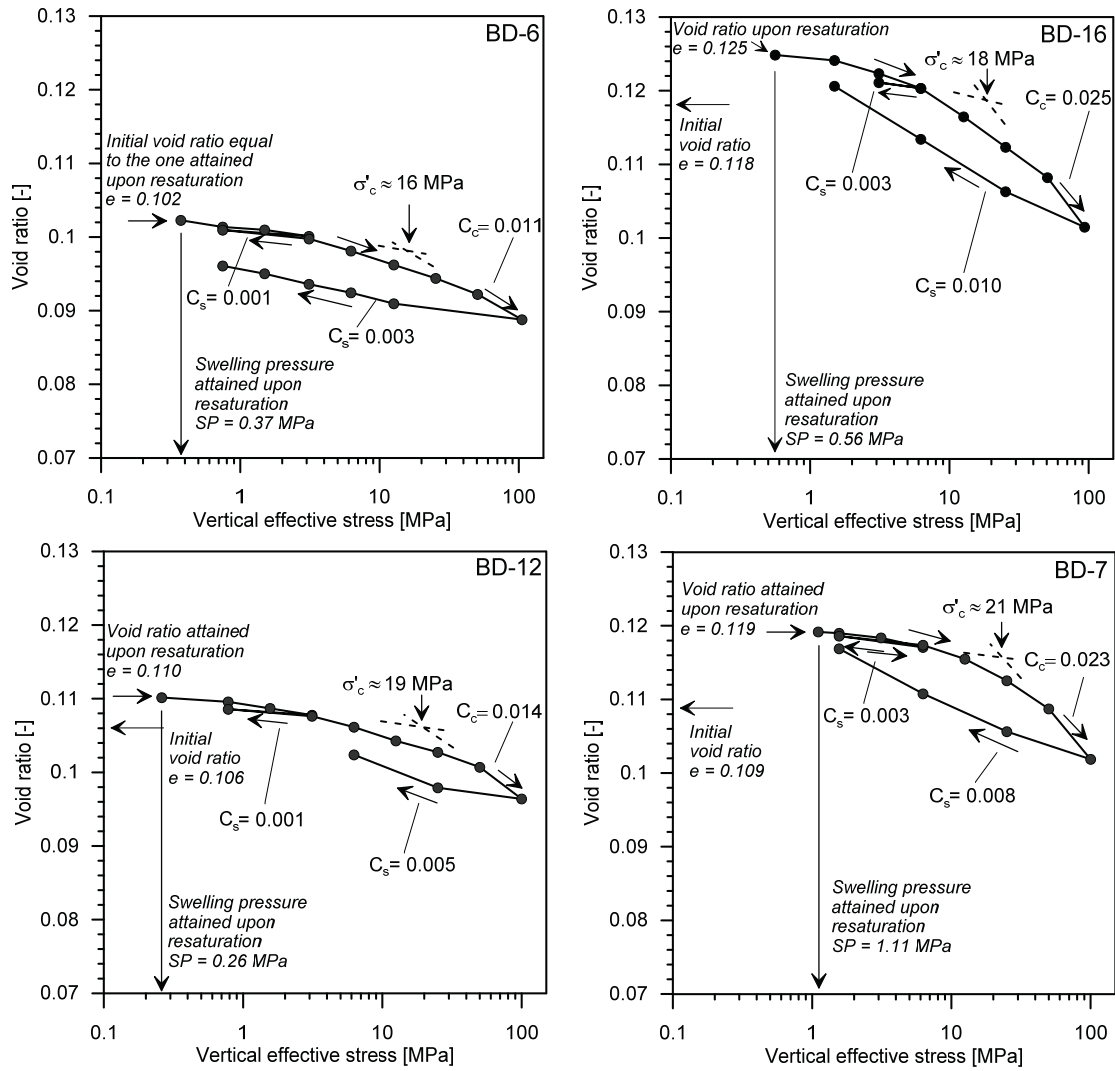 BD-6
0.13
0.12
0.11
0.1
0.09
0.08
0.07
Void ratio [-]
Initial void ratio equal
to the one attained
upon resaturation
e = 0.102
σ'c ≈ 16 MPa
Cc= 0.011
Cs= 0.001
Cs= 0.003
Swelling pressure
attained upon
resaturation
SP = 0.37 MPa
0.1
1
10
100
Vertical effective stress [MPa]
BD-16
0.13
0.12
0.11
0.1
0.09
0.08
0.07
Void ratio [-]
Void ratio upon resaturation
e = 0.125
σ'c ≈ 18 MPa
Cc = 0.025
Initial
void ratio
e = 0.118
Cs = 0.003
Cs = 0.010
Swelling pressure
attained upon
resaturation
SP = 0.56 MPa
0.1
1
10
100
Vertical effective stress [MPa]
BD-12
0.13
0.12
0.11
0.1
0.09
0.08
0.07
Void ratio [-]
Void ratio attained
upon resaturation
e = 0.110
σ'c ≈ 19 MPa
Cc= 0.014
Initial
void ratio
e = 0.106
Cs = 0.001
Cs = 0.005
Swelling pressure
attained upon
resaturation
SP = 0.26 MPa
0.1
1
10
100
Vertical effective stress [MPa]
BD-7
0.13
0.12
0.11
0.1
0.09
0.08
0.07
Void ratio [-]
Void ratio attained
upon resaturation
e = 0.119
σ'c ≈ 21 MPa
Cc = 0.023
Cs = 0.003
Initial
void ratio
e = 0.109
Cs = 0.008
Swelling pressure
attained upon
resaturation
SP = 1.11 MPa
0.1
1
10
100
Vertical effective stress [MPa]